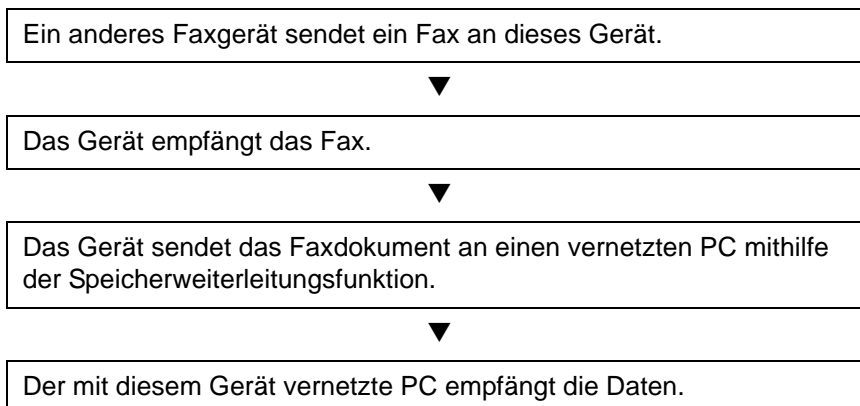 Ein anderes Faxgerät sendet ein Fax an dieses Gerät.
Das Gerät empfängt das Fax.
Das Gerät sendet das Faxdokument an einen vernetzten PC mithilfe
der Speicherweiterleitungsfunktion.
Der mit diesem Gerät vernetzte PC empfängt die Daten.